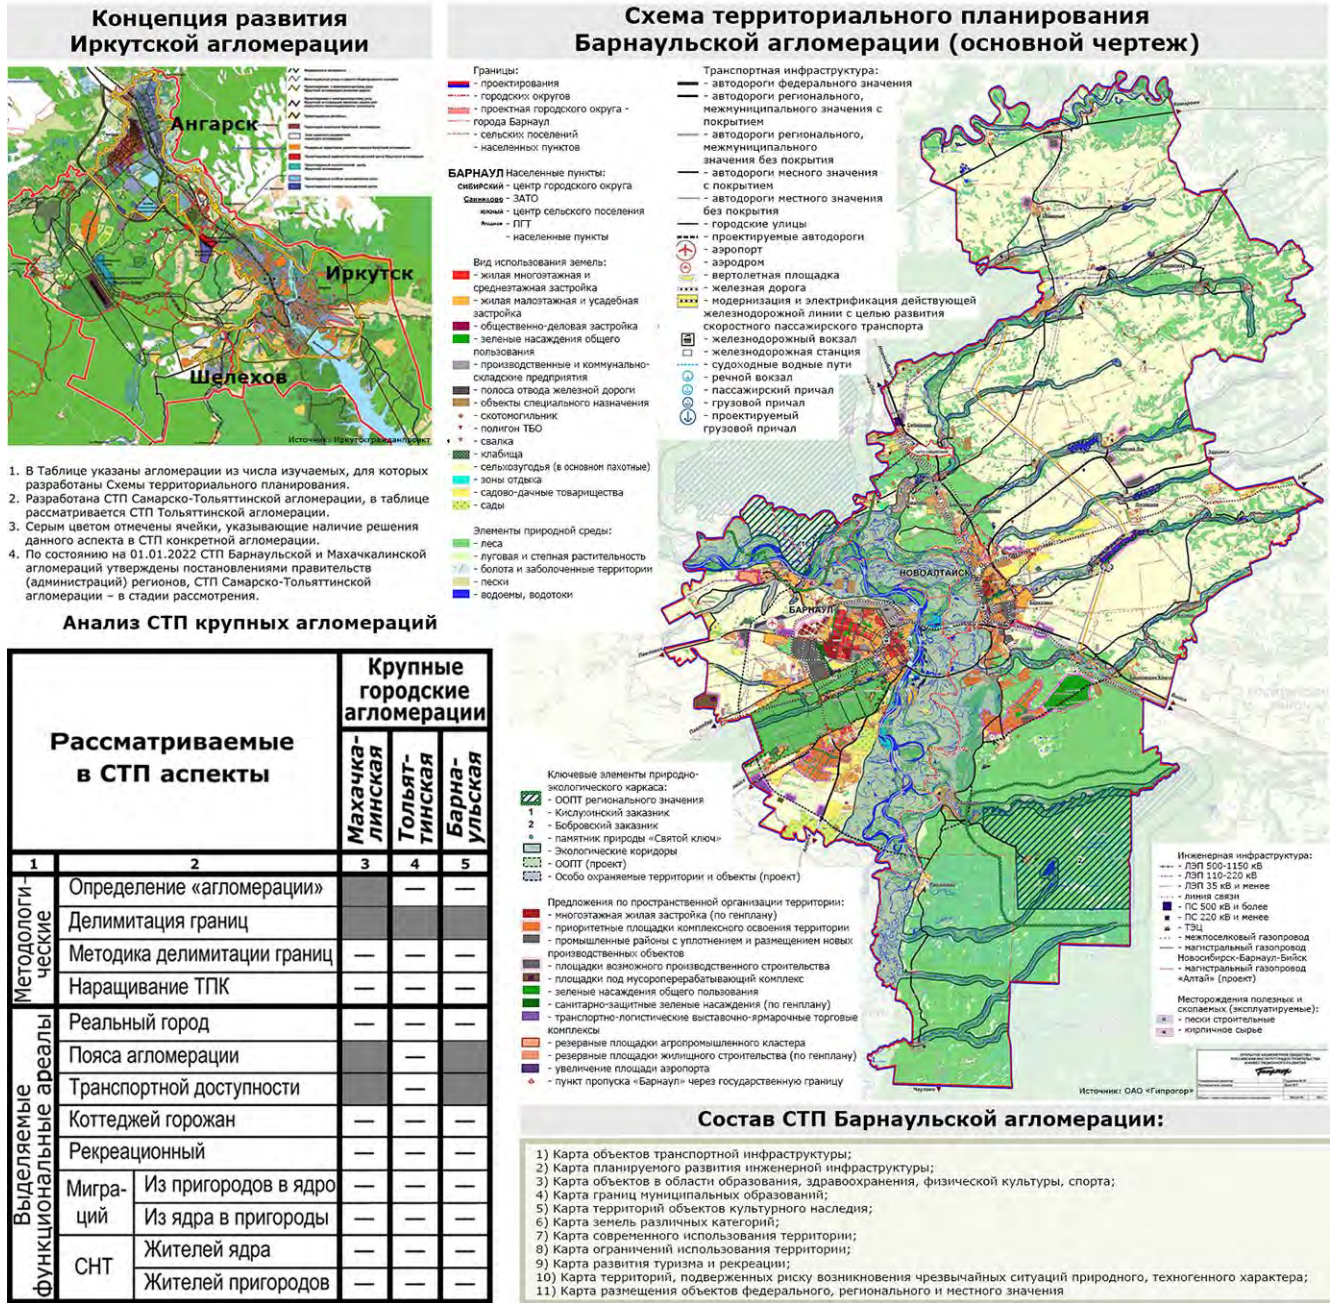 Концепция развития
Иркутской агломерации
Ангарск
Иркутск
Шелехов
Источник: Иркутскгражданпроект
1. В Таблице указаны агломерации из числа изучаемых, для которых
разработаны Схемы территориального планирования.
2. Разработана СТП Самарско-Тольяттинской агломерации, в таблице
рассматривается СТП Тольяттинской агломерации.
3. Серым цветом отмечены ячейки, указывающие наличие решения
данного аспекта в СТП конкретной агломерации.
4. По состоянию на 01.01.2022 СТП Барнаульской и Махачкалинской
агломераций утверждены постановлениями правительств
(администраций) регионов, СТП Самарско-Тольяттинской
агломерации – в стадии рассмотрения.
Анализ СТП крупных агломераций
Рассматриваемые
в СТП аспекты
Крупные
городские
агломерации
Махачка-
линская
Тольят-
тинская
Барна-
ульская
1 2 3 4 5
Методологи-
ческие
Определение «агломерации» — —
Делимитация границ
Методика делимитации границ — — —
Наращивание ТПК — — —
Выделяемые
функциональные ареалы
Реальный город — — —
Пояса агломерации —
Транспортной доступности —
Коттеджей горожан — — —
Рекреационный — — —
Мигра-
ций
Из пригородов в ядро — — —
Из ядра в пригороды — — —
СНТ
Жителей ядра — — —
Жителей пригородов — — —
Схема территориального планирования
Барнаульской агломерации (основной чертеж)
Границы:
- проектирования
- городских округов
- проектная городского округа -
города Барнаул
- сельских поселений
- населенных пунктов
БАРНАУЛ Населенные пункты:
СИБИРСКИЙ - центр городского округа
Санниково - ЗАТО
ЮЖНЫЙ - центр сельского поселения
- ПГТ
- населенные пункты
Вид использования земель:
- жилая многоэтажная и
среднеэтажная застройка
- жилая малоэтажная и усадебная
застройка
- общественно-деловая застройка
- зеленые насаждения общего
пользования
- производственные и коммунально-
складские предприятия
- полоса отвода железной дороги
- объекты специального назначения
- скотомогильник
- полигон ТБО
- свалка
- клабища
- сельхозугодья (в основном пахотные)
- зоны отдыха
- садово-дачные товарищества
- сады
Элементы природной среды:
- леса
- луговая и степная растительность
- болота и заболоченные территории
- пески
- водоемы, водотоки
Транспортная инфраструктура:
- автодороги федерального значения
- автодороги регионального,
межмуниципального значения с
покрытием
- автодороги регионального,
межмуниципального
значения без покрытия
- автодороги месного значения
с покрытием
- автодороги местного значения
без покрытия
- городские улицы
- проектируемые автодороги
- аэропорт
- аэродром
- вертолетная площадка
- железная дорога
- модернизация и электрификация действующей
железнодорожной линии с целью развития
скоростного пассажирского транспорта
- железнодорожный вокзал
- железнодорожная станция
- судоходные водные пути
- речной вокзал
- пассажирский причал
- грузовой причал
- проектируемый
грузовой причал
НОВОАЛТАЙСК
БАРНАУЛ
2
Ключевые элементы природно-
экологического каркаса:
- ООПТ регионального значения
1 - Кислухинский заказник
2 - Бобровский заказник
- памятник природы «Святой ключ»
- Экологические коридоры
- ООПТ (проект)
- Особо охраняемые территории и объекты (проект)
Предложения по пространственной организации территории:
- многоэтажная жилая застройка (по генплану)
- приоритетные площадки комплексного освоения территории
- промышленные районы с уплотнением и размещением новых
производственных объектов
- площадки возможного производственного строительства
- площадки под мусороперерабатывающий комплекс
- зеленые насаждения общего пользования
- санитарно-защитные зеленые насаждения (по генплану)
- транспортно-логистические выставочно-ярмарочные торговые
комплексы
- резервные площадки агропромышленного кластера
- резервные площадки жилищного строительства (по генплану)
- увеличение площади аэропорта
- пункт пропуска «Барнаул» через государственную границу
Инженерная инфраструктура:
- ЛЭП 500-1150 кВ
- ЛЭП 110-220 кВ
- ЛЭП 35 кВ и менее
- линия связи
- ПС 500 кВ и более
- ПС 220 кВ и менее
- ТЭЦ
- межпоселковый газопровод
- магистральный газопровод
Новосибирск-Барнаул-Бийск
- магистральный газопровод
«Алтай» (проект)
Месторождения полезных и
скопаемых (эксплуатируемые):
- пески строительные
- кирпичное сырье
Гипрогор
Источник: ОАО «Гипрогор»
Состав СТП Барнаульской агломерации:
1) Карта объектов транспортной инфраструктуры;
2) Карта планируемого развития инженерной инфраструктуры;
3) Карта объектов в области образования, здравоохранения, физической культуры, спорта;
4) Карта границ муниципальных образований;
5) Карта территорий объектов культурного наследия;
6) Карта земель различных категорий;
7) Карта современного использования территории;
8) Карта ограничений использования территории;
9) Карта развития туризма и рекреации;
10) Карта территорий, подверженных риску возникновения чрезвычайных ситуаций природного, техногенного характера;
11) Карта размещения объектов федерального, регионального и местного значения